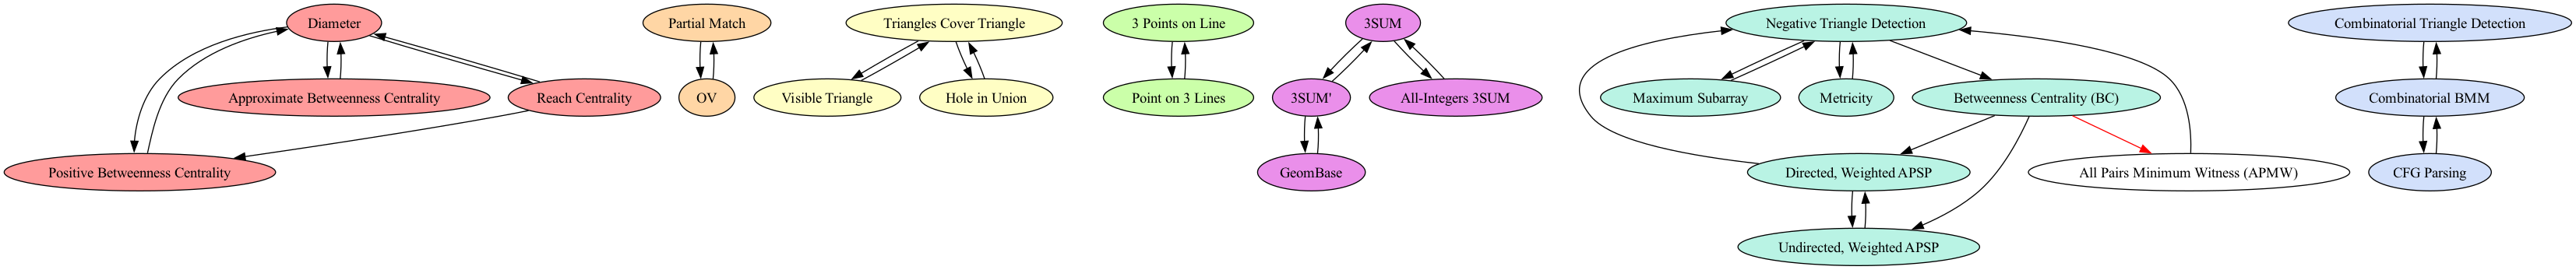 Diameter
Partial Match
Triangles Cover Triangle
3 Points on Line
3SUM
Negative Triangle Detection
Combinatorial Triangle Detection
Approximate Betweenness Centrality
Reach Centrality
OV
Visible Triangle
Hole in Union
Point on 3 Lines
3SUM'
All-Integers 3SUM
Maximum Subarray
Metricity
Betweenness Centrality (BC)
Combinatorial BMM
Positive Betweenness Centrality
GeomBase
Directed, Weighted APSP
All Pairs Minimum Witness (APMW)
CFG Parsing
Undirected, Weighted APSP